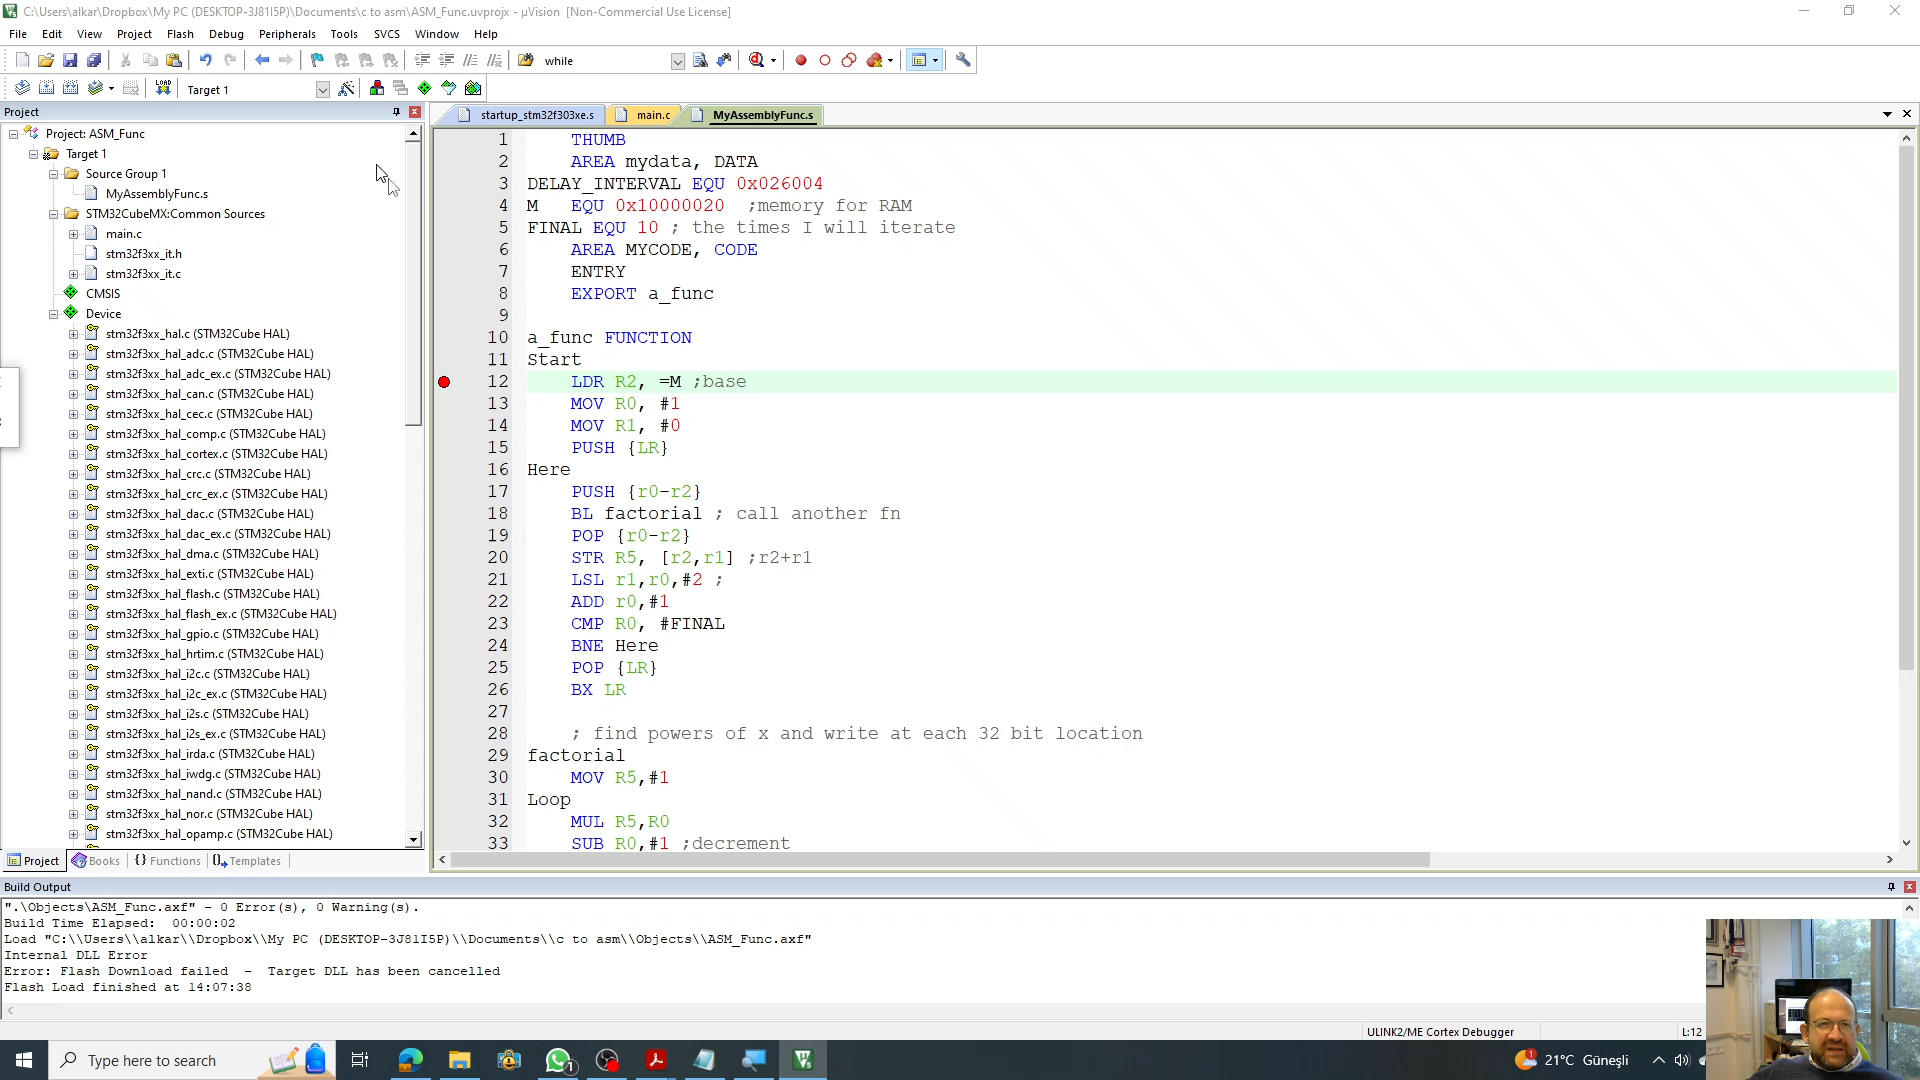 C:\Users\alkar\Dropbox\My PC (DESKTOP-3J81I5P)\Documents\c to asm\ASM_Func.uvprojx - µVision [Non-Commercial Use License]
File Edit View Project Flash Debug Peripherals Tools SVCS Window Help
while
LOAD Target 1
Project
startup_stm32f303xe.s main.c MyAssemblyFunc.s
Project: ASM_Func
Target 1
Source Group 1
MyAssemblyFunc.s
STM32CubeMX:Common Sources
main.c
stm32f3xx_it.h
stm32f3xx_it.c
CMSIS
Device
stm32f3xx_hal.c (STM32Cube HAL)
stm32f3xx_hal_adc.c (STM32Cube HAL)
stm32f3xx_hal_adc_ex.c (STM32Cube HAL)
stm32f3xx_hal_can.c (STM32Cube HAL)
stm32f3xx_hal_cec.c (STM32Cube HAL)
stm32f3xx_hal_comp.c (STM32Cube HAL)
stm32f3xx_hal_cortex.c (STM32Cube HAL)
stm32f3xx_hal_crc.c (STM32Cube HAL)
stm32f3xx_hal_crc_ex.c (STM32Cube HAL)
stm32f3xx_hal_dac.c (STM32Cube HAL)
stm32f3xx_hal_dac_ex.c (STM32Cube HAL)
stm32f3xx_hal_dma.c (STM32Cube HAL)
stm32f3xx_hal_exti.c (STM32Cube HAL)
stm32f3xx_hal_flash.c (STM32Cube HAL)
stm32f3xx_hal_flash_ex.c (STM32Cube HAL)
stm32f3xx_hal_gpio.c (STM32Cube HAL)
stm32f3xx_hal_hrtim.c (STM32Cube HAL)
stm32f3xx_hal_i2c.c (STM32Cube HAL)
stm32f3xx_hal_i2c_ex.c (STM32Cube HAL)
stm32f3xx_hal_i2s.c (STM32Cube HAL)
stm32f3xx_hal_i2s_ex.c (STM32Cube HAL)
stm32f3xx_hal_irda.c (STM32Cube HAL)
stm32f3xx_hal_iwdg.c (STM32Cube HAL)
stm32f3xx_hal_nand.c (STM32Cube HAL)
stm32f3xx_hal_nor.c (STM32Cube HAL)
stm32f3xx_hal_opamp.c (STM32Cube HAL)
Project Books {} Functions Templates
1 THUMB
2 AREA mydata, DATA
3 DELAY_INTERVAL EQU 0x026004
4 M EQU 0x10000020 ;memory for RAM
5 FINAL EQU 10 ; the times I will iterate
6 AREA MYCODE, CODE
7 ENTRY
8 EXPORT a_func
9
10 a_func FUNCTION
11 Start
12 LDR R2, =M ;base
13 MOV R0, #1
14 MOV R1, #0
15 PUSH {LR}
16 Here
17 PUSH {r0-r2}
18 BL factorial ; call another fn
19 POP {r0-r2}
20 STR R5, [r2,r1] ;r2+r1
21 LSL r1,r0,#2 ;
22 ADD r0,#1
23 CMP R0, #FINAL
24 BNE Here
25 POP {LR}
26 BX LR
27
28 ; find powers of x and write at each 32 bit location
29 factorial
30 MOV R5,#1
31 Loop
32 MUL R5,R0
33 SUB R0,#1 ;decrement
Build Output
".\Objects\ASM_Func.axf" - 0 Error(s), 0 Warning(s).
Build Time Elapsed: 00:00:02
Load "C:\\Users\\alkar\\Dropbox\\My PC (DESKTOP-3J81I5P)\\Documents\\c to asm\\Objects\\ASM_Func.axf"
Internal DLL Error
Error: Flash Download failed - Target DLL has been cancelled
Flash Load finished at 14:07:38
ULINK2/ME Cortex Debugger L:12
Type here to search 1 1 21°C Güneşli